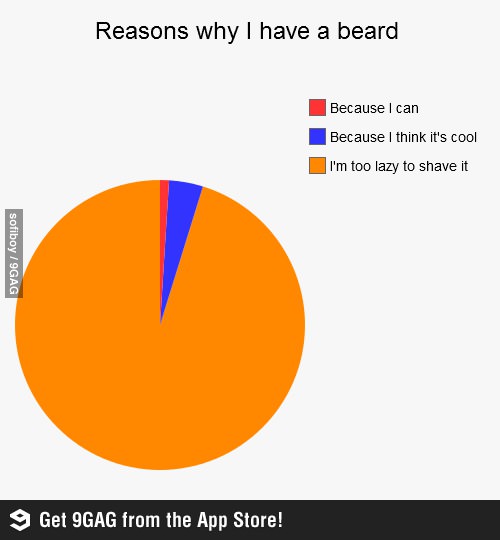 Reasons why I have a beard
Because I can
Because I think it's cool
I'm too lazy to shave it
sofiboy / 9GAG
Get 9GAG from the App Store!